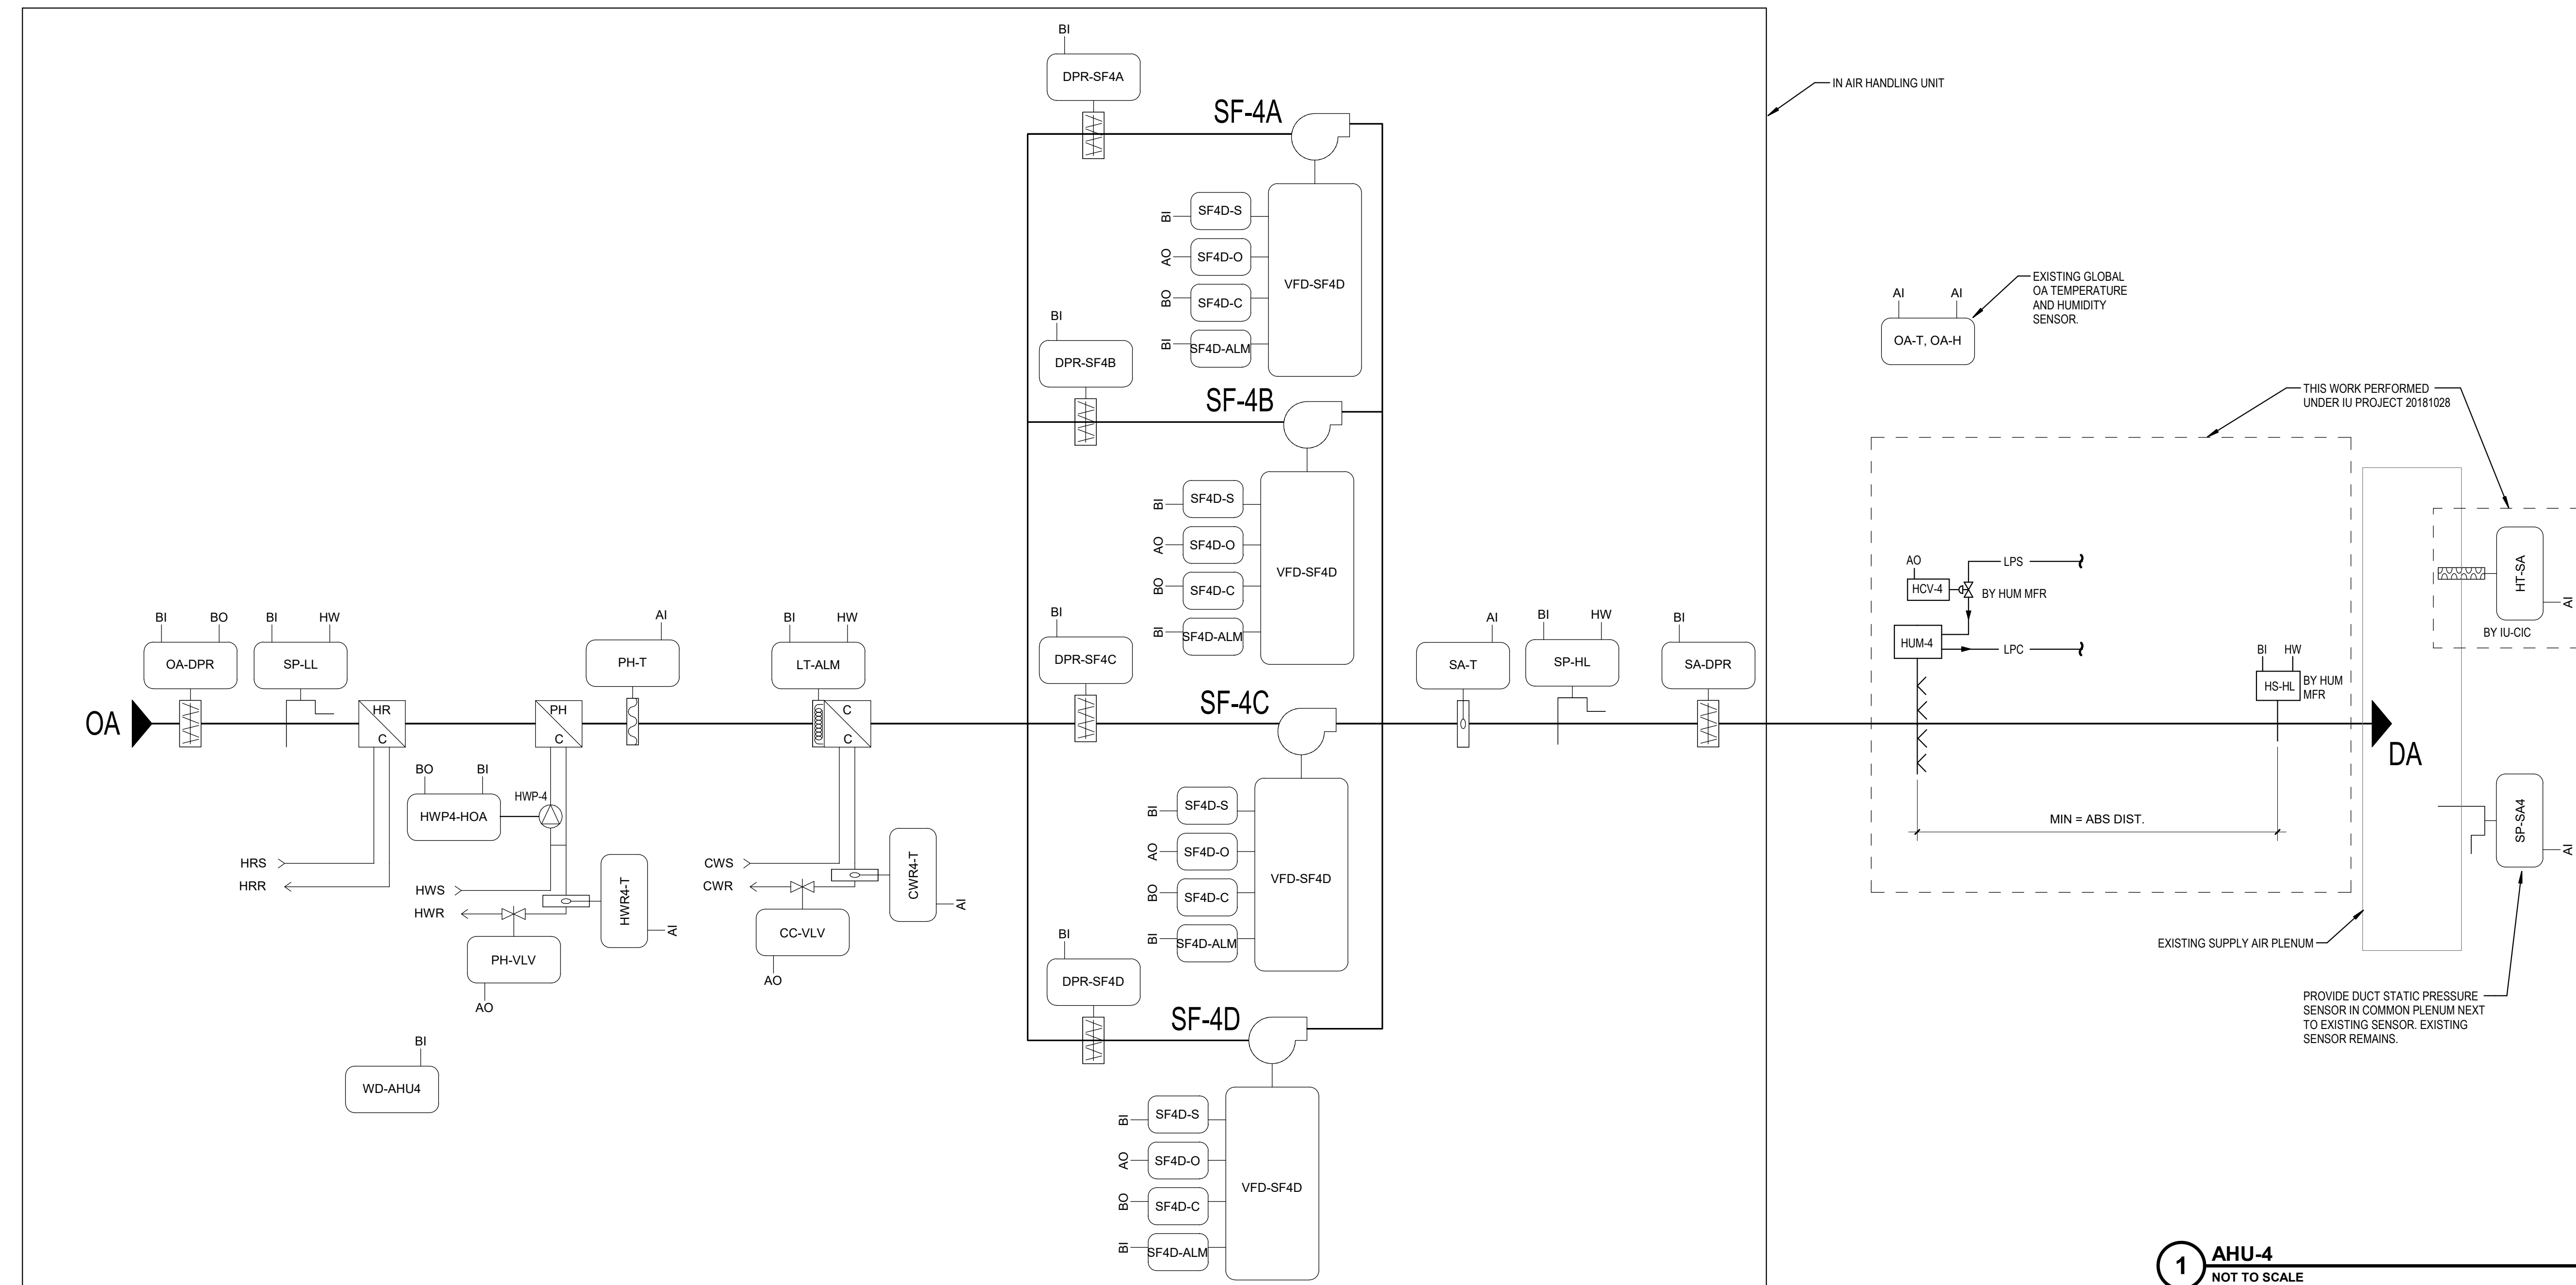 BI
DPR-SF4A
IN AIR HANDLING UNIT
SF-4A
BI
SF4D-S
AO
SF4D-O
BO
SF4D-C
BI
SF4D-ALM
VFD-SF4D
EXISTING GLOBAL
OA TEMPERATURE
AND HUMIDITY
SENSOR.
AI
AI
OA-T, OA-H
BI
DPR-SF4B
SF-4B
BI
SF4D-S
AO
SF4D-O
BO
SF4D-C
BI
SF4D-ALM
VFD-SF4D
THIS WORK PERFORMED
UNDER IU PROJECT 20181028
BI
BO
OA-DPR
BI
HW
SP-LL
HR
C
HRS
HRR
PH
C
AI
PH-T
BO
BI
HWP4-HOA
HWP-4
HWS
HWR
HWR4-T
AI
PH-VLV
AO
BI
HW
LT-ALM
C
C
CWS
CWR
CWR4-T
AI
CC-VLV
AO
OA
BI
WD-AHU4
BI
DPR-SF4C
SF-4C
BI
SF4D-S
AO
SF4D-O
BO
SF4D-C
BI
SF4D-ALM
VFD-SF4D
BI
DPR-SF4D
SF-4D
BI
SF4D-S
AO
SF4D-O
BO
SF4D-C
BI
SF4D-ALM
VFD-SF4D
AI
SA-T
BI
HW
SP-HL
BI
SA-DPR
AO
HCV-4
LPS
BY HUM MFR
HUM-4
LPC
BI
HW
HS-HL
BY HUM
MFR
MIN = ABS DIST.
DA
HT-SA
AI
BY IU-CIC
SP-SA4
AI
EXISTING SUPPLY AIR PLENUM
PROVIDE DUCT STATIC PRESSURE
SENSOR IN COMMON PLENUM NEXT
TO EXISTING SENSOR. EXISTING
SENSOR REMAINS.
1
AHU-4
NOT TO SCALE